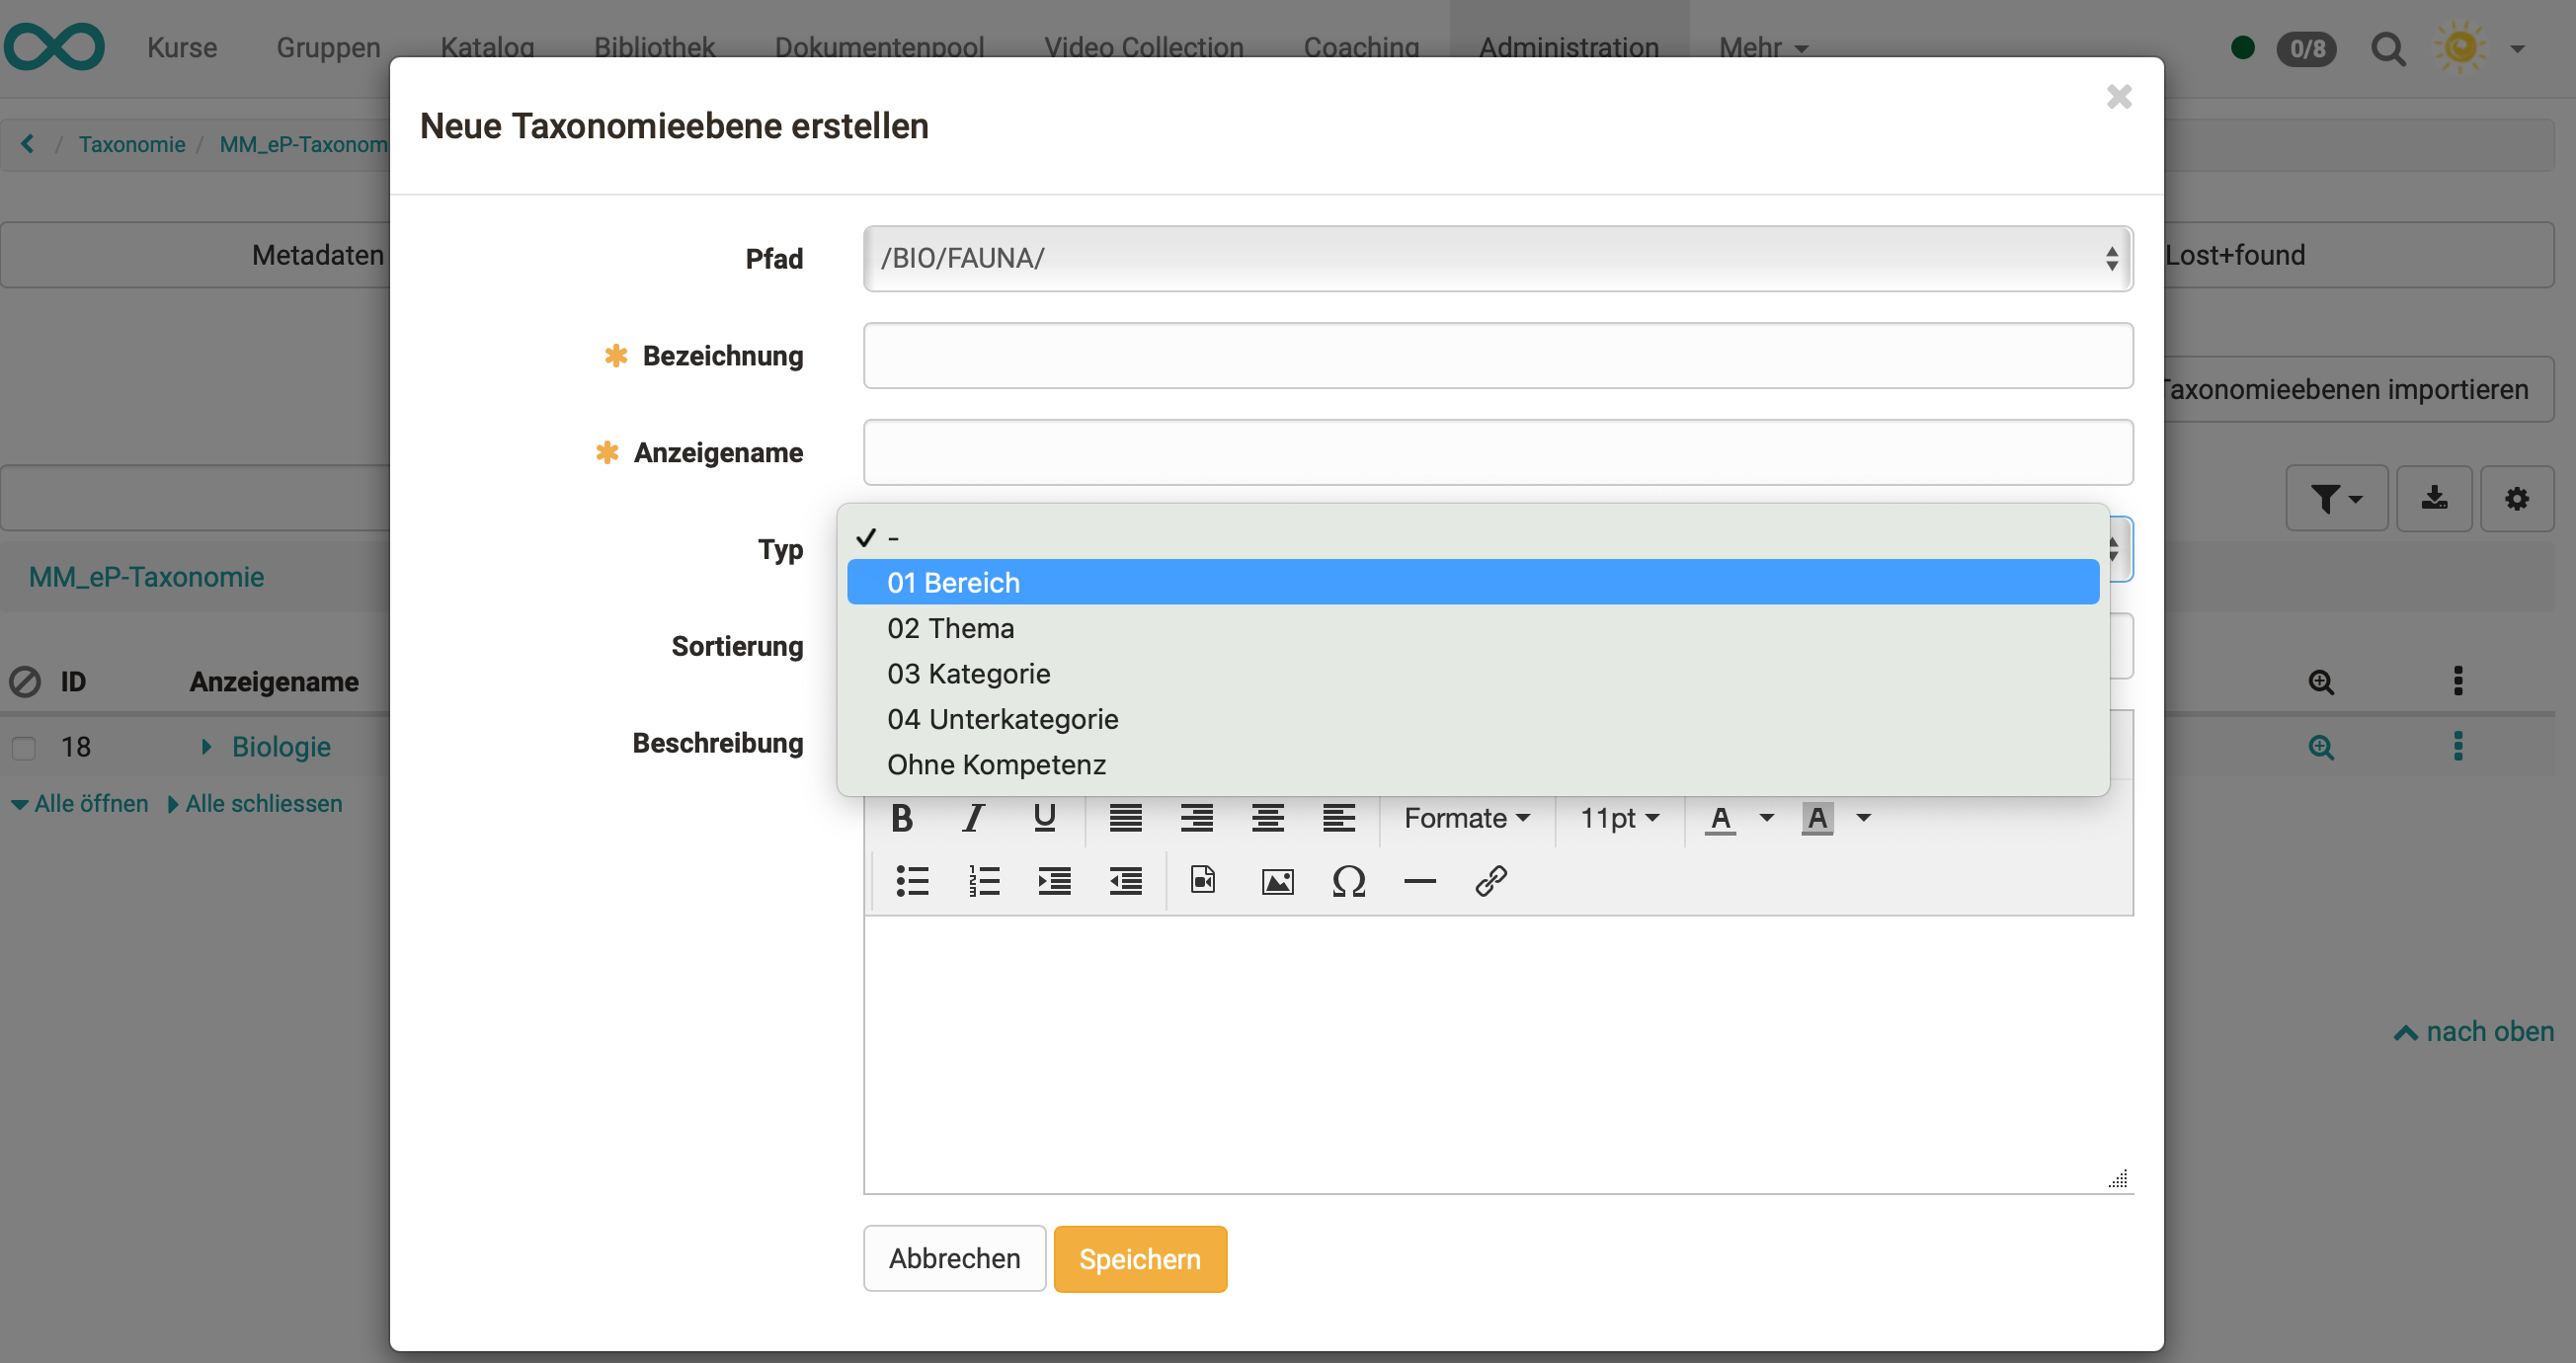 Kurse Gruppen Katalog Bibliothek Dokumentenpool Video Collection Coaching Administration Mehr 0/8
Neue Taxonomieebene erstellen
/ Taxonomie / MM_eP-Taxonom
Metadaten
Lost+found
Pfad /BIO/FAUNA/
Bezeichnung
Taxonomieebenen importieren
Anzeigename
Typ
-
01 Bereich
02 Thema
03 Kategorie
04 Unterkategorie
Ohne Kompetenz
MM_eP-Taxonomie
Sortierung
ID Anzeigename
Beschreibung
18 Biologie
Alle öffnen Alle schliessen
B I U Formate 11pt A A
nach oben
Abbrechen Speichern